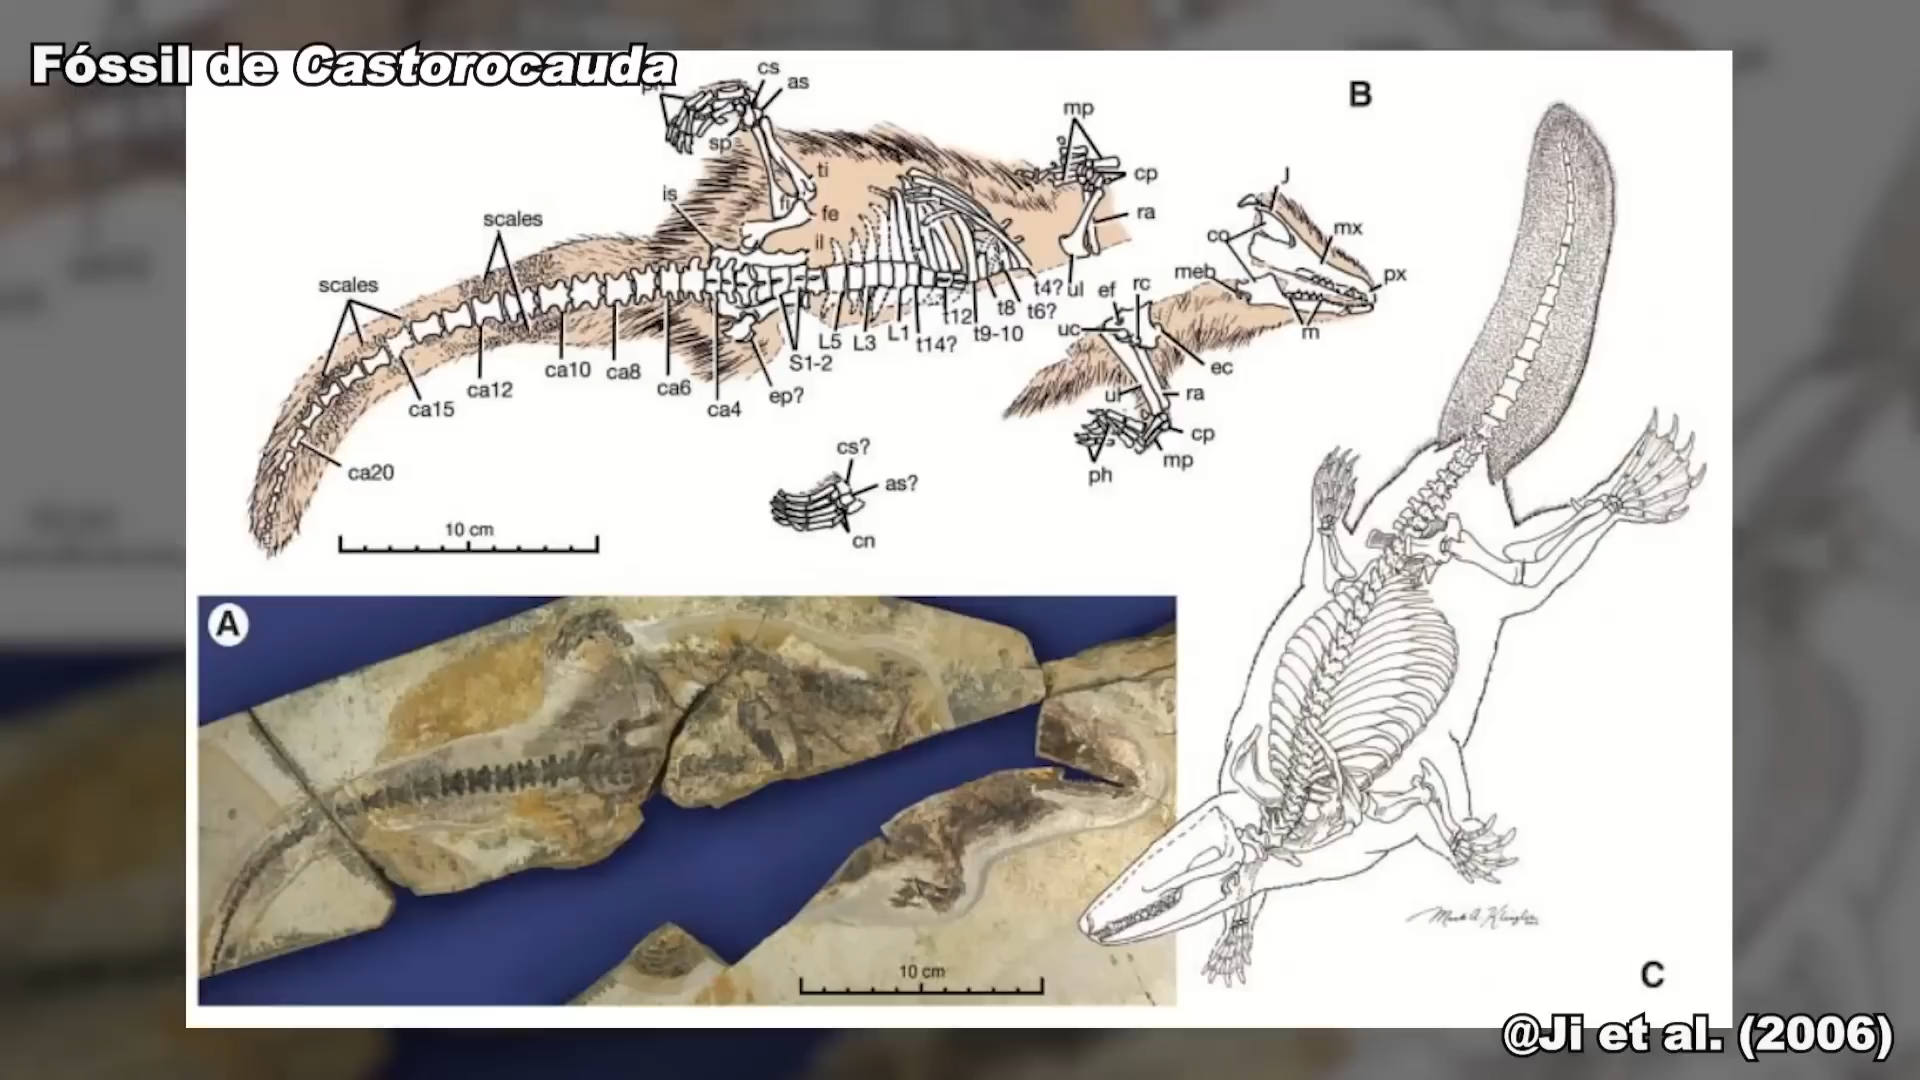 Fóssil de Castorocauda
cs
as
ph
sp
ti
fi
fe
is
il
scales
scales
mp
cp
ra
B
J
mx
co
px
meb
m
t4?
ul
ef
rc
t6?
t8
t12
t9-10
uc
L5
L3
L1
t14?
S1-2
ec
ca10
ca8
ca6
ca12
ca15
ca4
ep?
ul
ra
cp
mp
ph
ca20
cs?
as?
cn
10 cm
A
10 cm
C
@Ji et al. (2006)